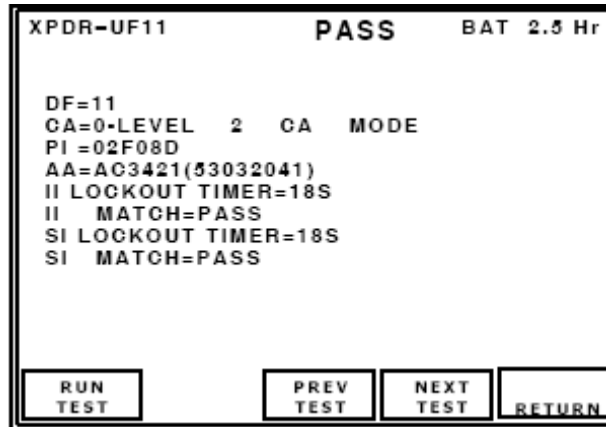 XPDR-UF11 PASS BAT 2.5 Hr
DF=11
CA=0-LEVEL 2 CA MODE
PI =02F08D
AA=AC3421(53032041)
II LOCKOUT TIMER=18S
II MATCH=PASS
SI LOCKOUT TIMER=18S
SI MATCH=PASS
RUN TEST
PREV TEST
NEXT TEST
RETURN